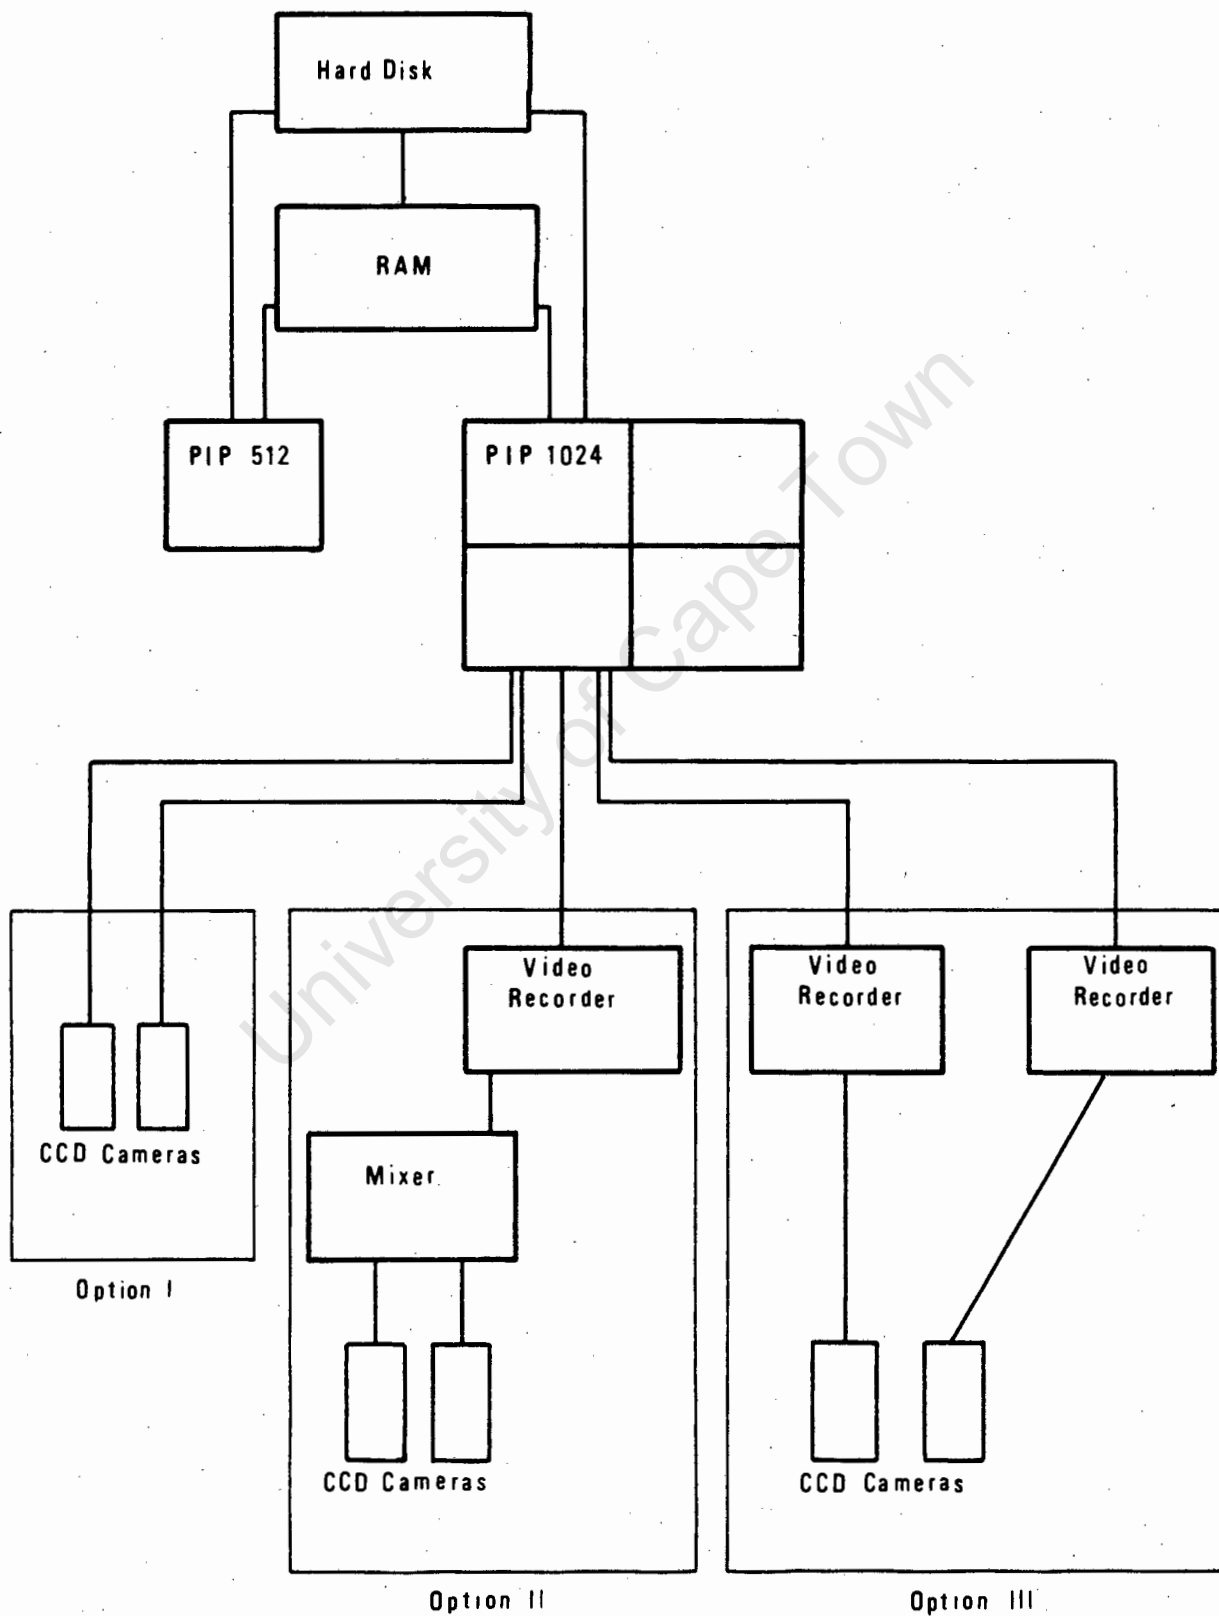 Hard Disk
RAM
PIP 512
PIP 1024
University of Cape Town
Video
Recorder
Video
Recorder
Video
Recorder
CCD Cameras
Mixer
Option I
CCD Cameras
CCD Cameras
Option II
Option III